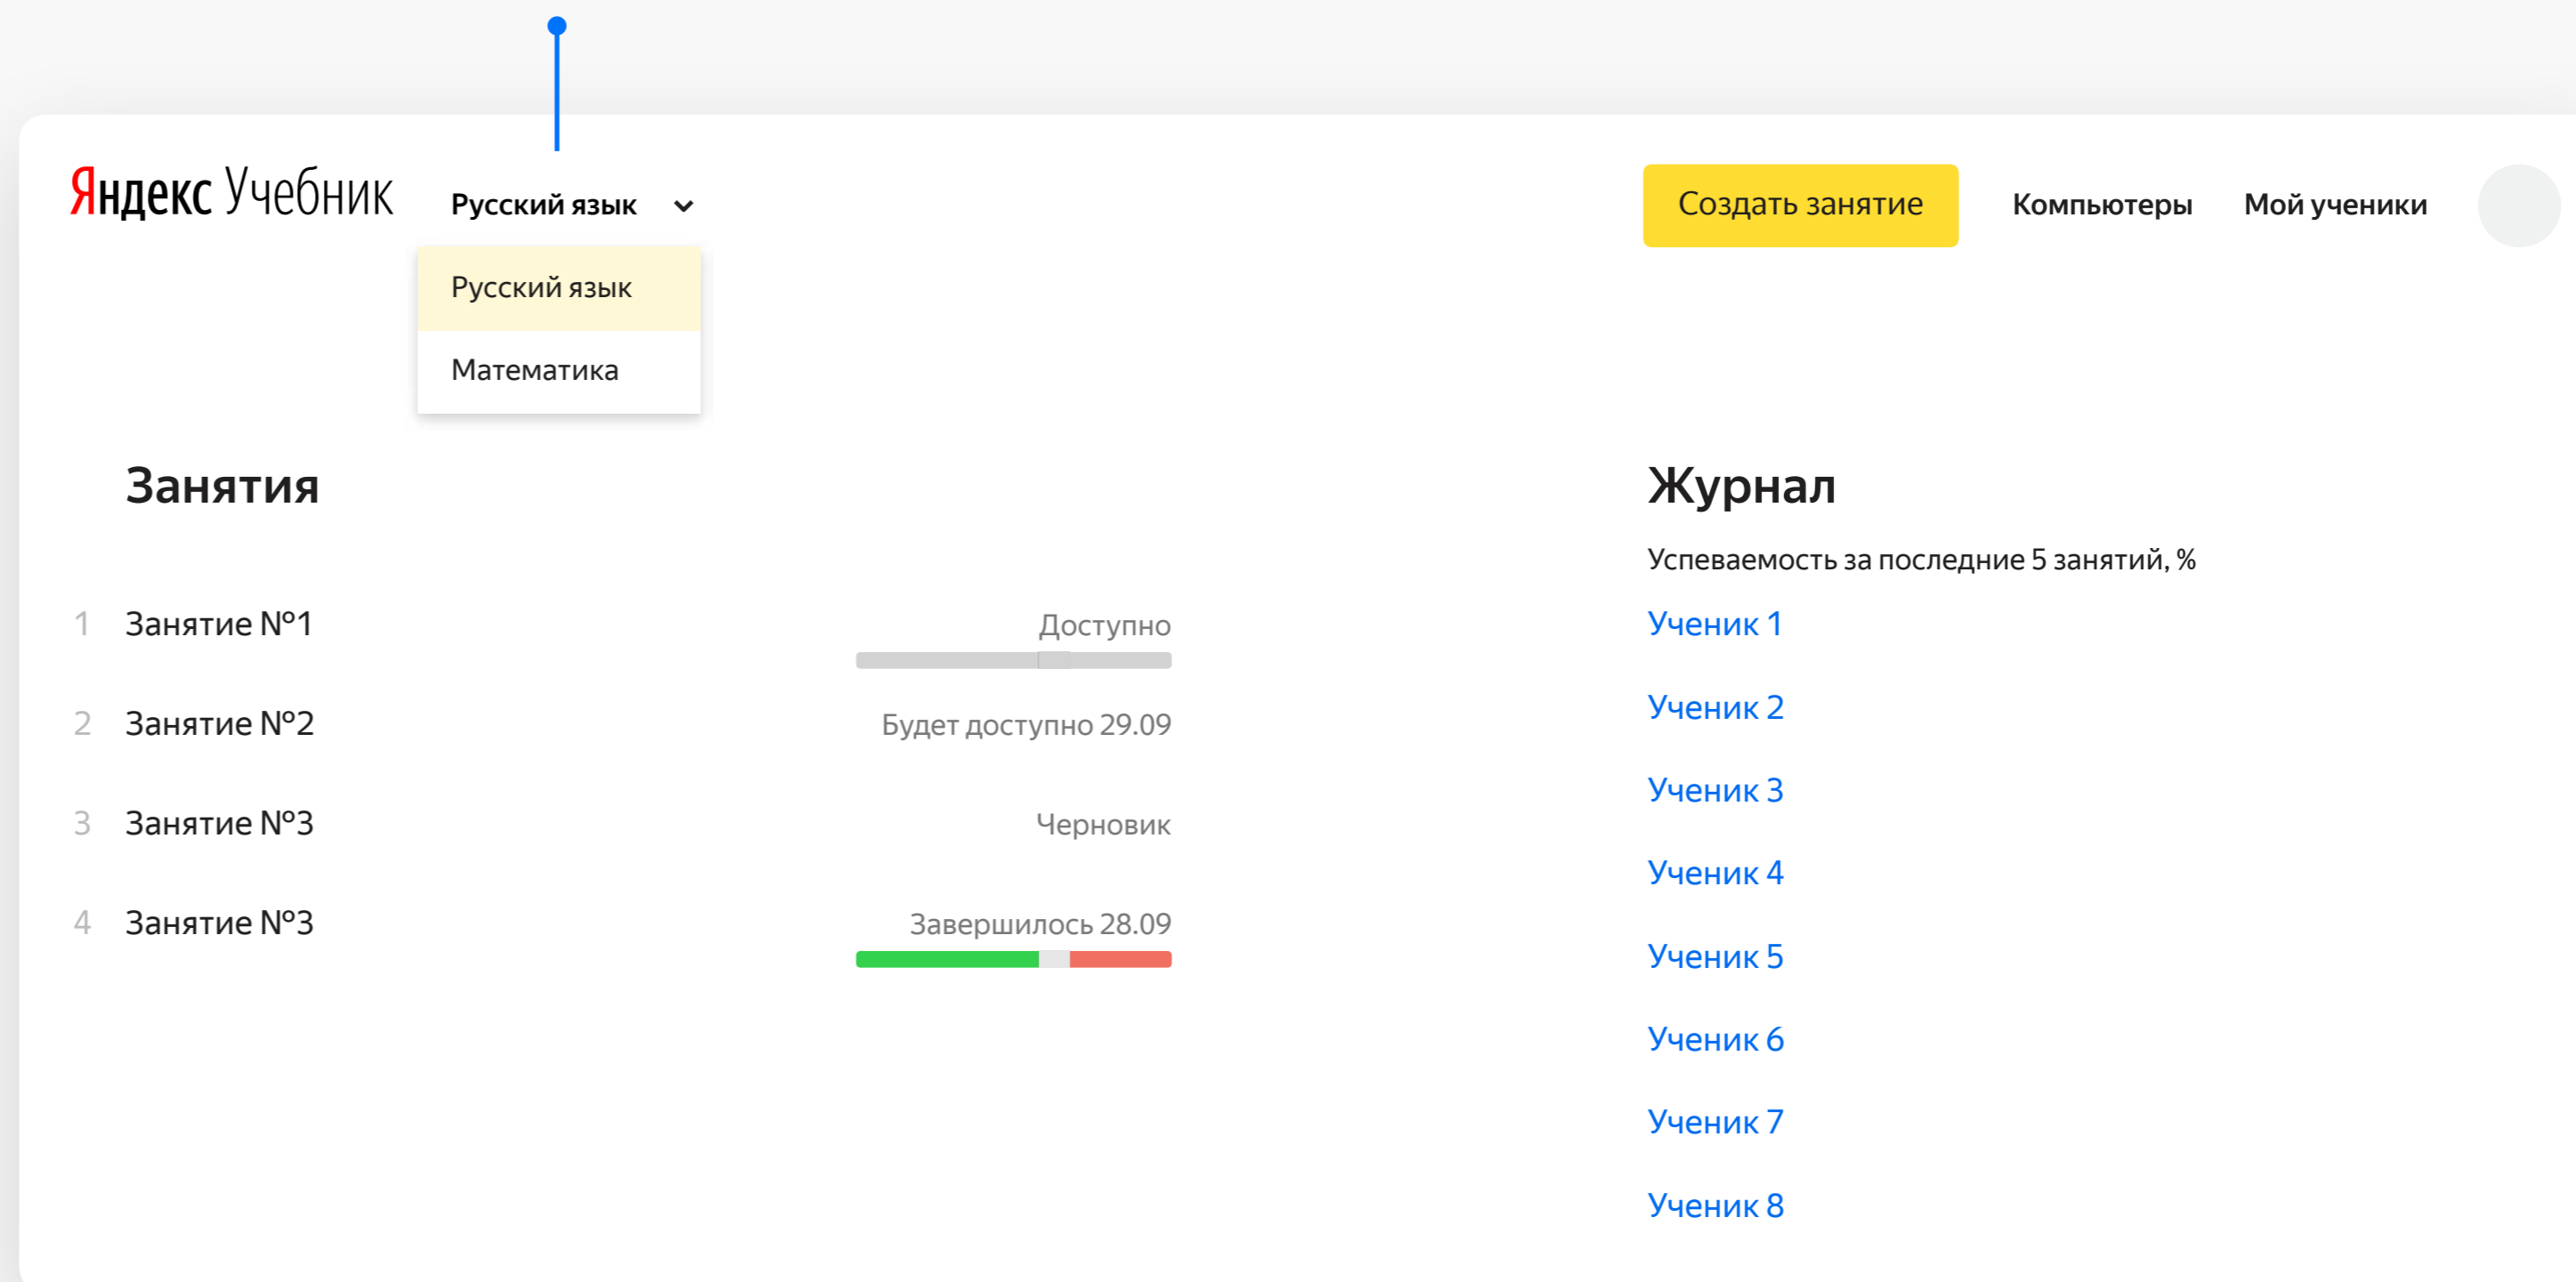 Яндекс Учебник
Русский язык
Создать занятие
Компьютеры
Мой ученики
Русский язык
Математика
Занятия
1 Занятие №1 Доступно
2 Занятие №2 Будет доступно 29.09
3 Занятие №3 Черновик
4 Занятие №3 Завершилось 28.09
Журнал
Успеваемость за последние 5 занятий, %
Ученик 1
Ученик 2
Ученик 3
Ученик 4
Ученик 5
Ученик 6
Ученик 7
Ученик 8